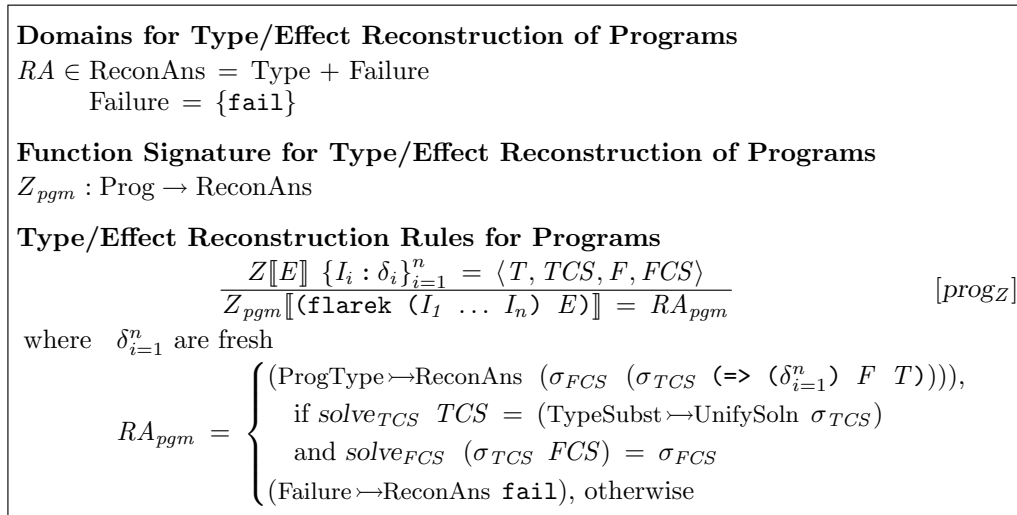 Domains for Type/Effect Reconstruction of Programs
RA ∈ ReconAns = Type + Failure
Failure = {fail}
Function Signature for Type/Effect Reconstruction of Programs
Z_pgm : Prog → ReconAns
Type/Effect Reconstruction Rules for Programs
Z⟦E⟧ {I_i : δ_i}_{i=1}^n = ⟨T, TCS, F, FCS⟩
Z_pgm⟦(flarek (I_1 ... I_n) E)⟧ = RA_pgm [prog_Z]
where δ_{i=1}^n are fresh
(ProgType↣ReconAns (σ_FCS (σ_TCS (=> (δ_{i=1}^n) F T)))),
if solve_TCS TCS = (TypeSubst↣UnifySoln σ_TCS)
RA_pgm = { and solve_FCS (σ_TCS FCS) = σ_FCS
(Failure↣ReconAns fail), otherwise